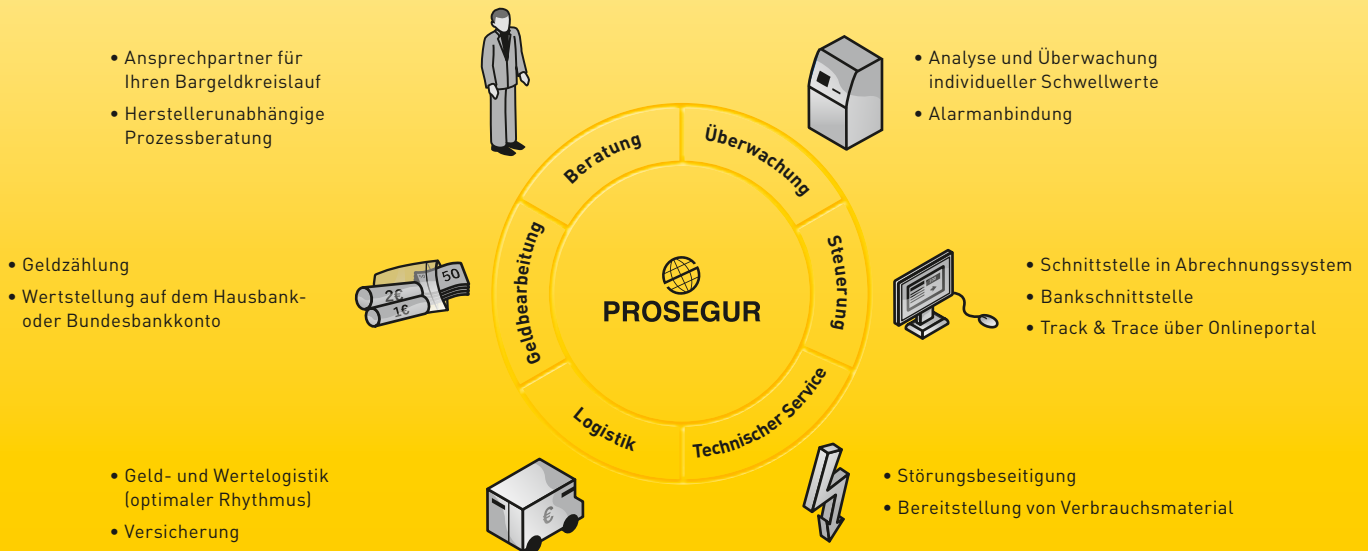 • Ansprechpartner für
Ihren Bargeldkreislauf
• Herstellerunabhängige
Prozessberatung
• Analyse und Überwachung
individueller Schwellwerte
• Alarmanbindung
Beratung
Überwachung
Geldbearbeitung
Steuerung
Logistik
Technischer Service
PROSEGUR
• Geldzählung
• Wertstellung auf dem Hausbank-
oder Bundesbankkonto
50
2€
1€
• Schnittstelle in Abrechnungssystem
• Bankschnittstelle
• Track & Trace über Onlineportal
• Geld- und Wertelogistik
(optimaler Rhythmus)
• Versicherung
€
• Störungsbeseitigung
• Bereitstellung von Verbrauchsmaterial